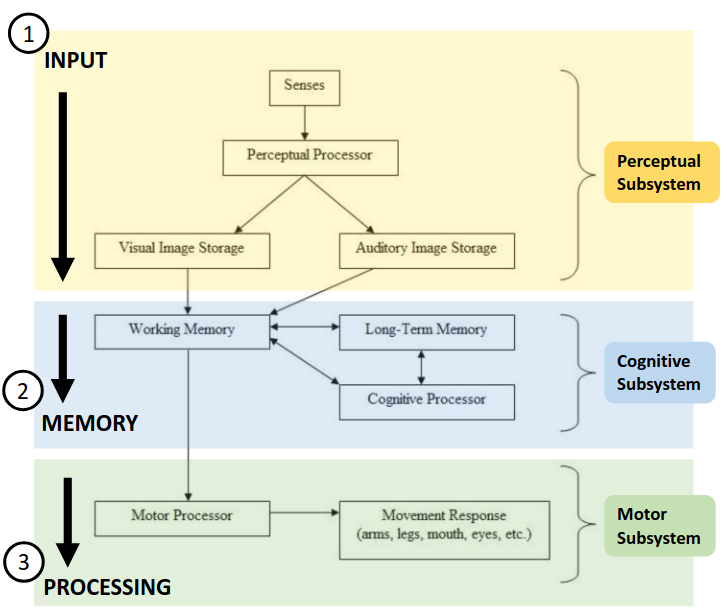 1
INPUT
Senses
Perceptual Processor
Visual Image Storage
Auditory Image Storage
Perceptual
Subsystem
Working Memory
Long-Term Memory
Cognitive Processor
Cognitive
Subsystem
2
MEMORY
Motor Processor
Movement Response
(arms, legs, mouth, eyes, etc.)
Motor
Subsystem
3
PROCESSING